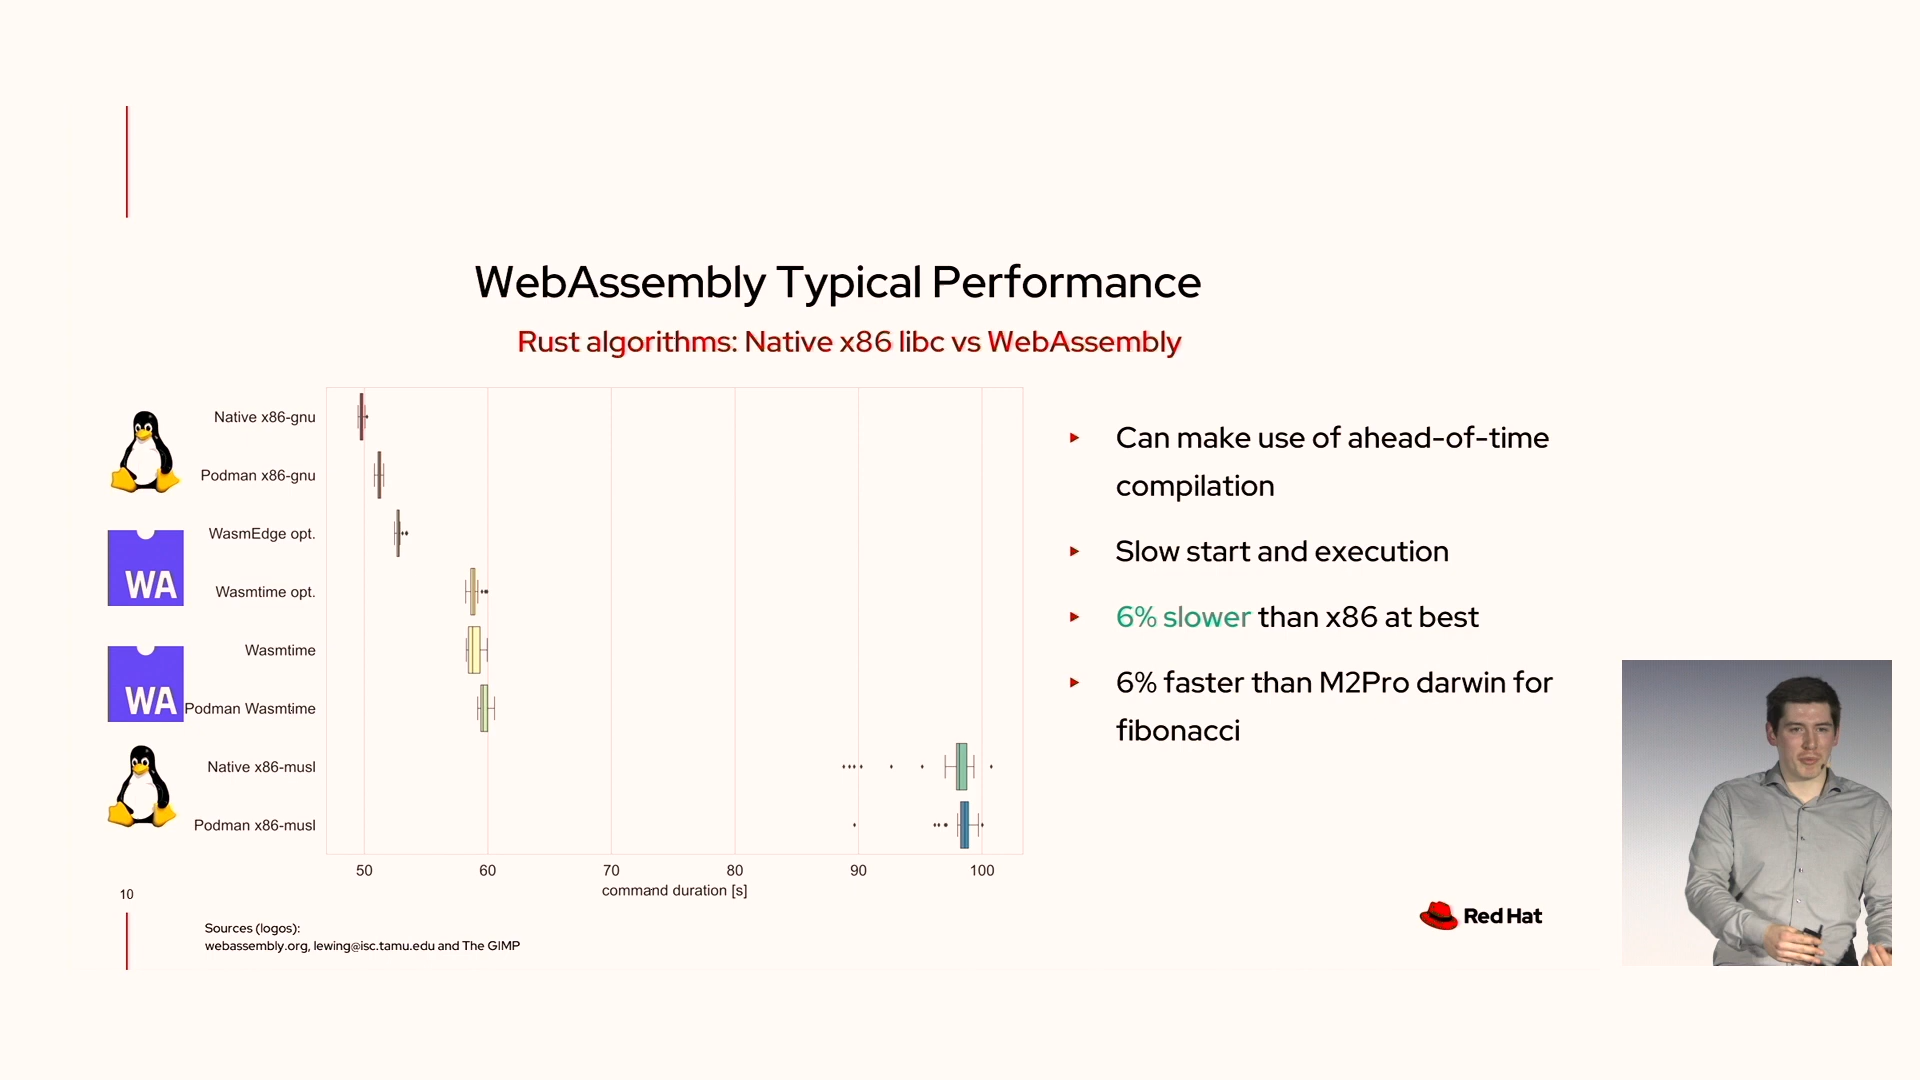 WebAssembly Typical Performance
Rust algorithms: Native x86 libc vs WebAssembly
Native x86-gnu
Podman x86-gnu
WasmEdge opt.
Wasmtime opt.
Wasmtime
Podman Wasmtime
Native x86-musl
Podman x86-musl
WA
WA
50 60 70 80 90 100
command duration [s]
Can make use of ahead-of-time
compilation
Slow start and execution
6% slower than x86 at best
6% faster than M2Pro darwin for
fibonacci
10
Sources (logos):
webassembly.org, lewing@isc.tamu.edu and The GIMP
Red Hat